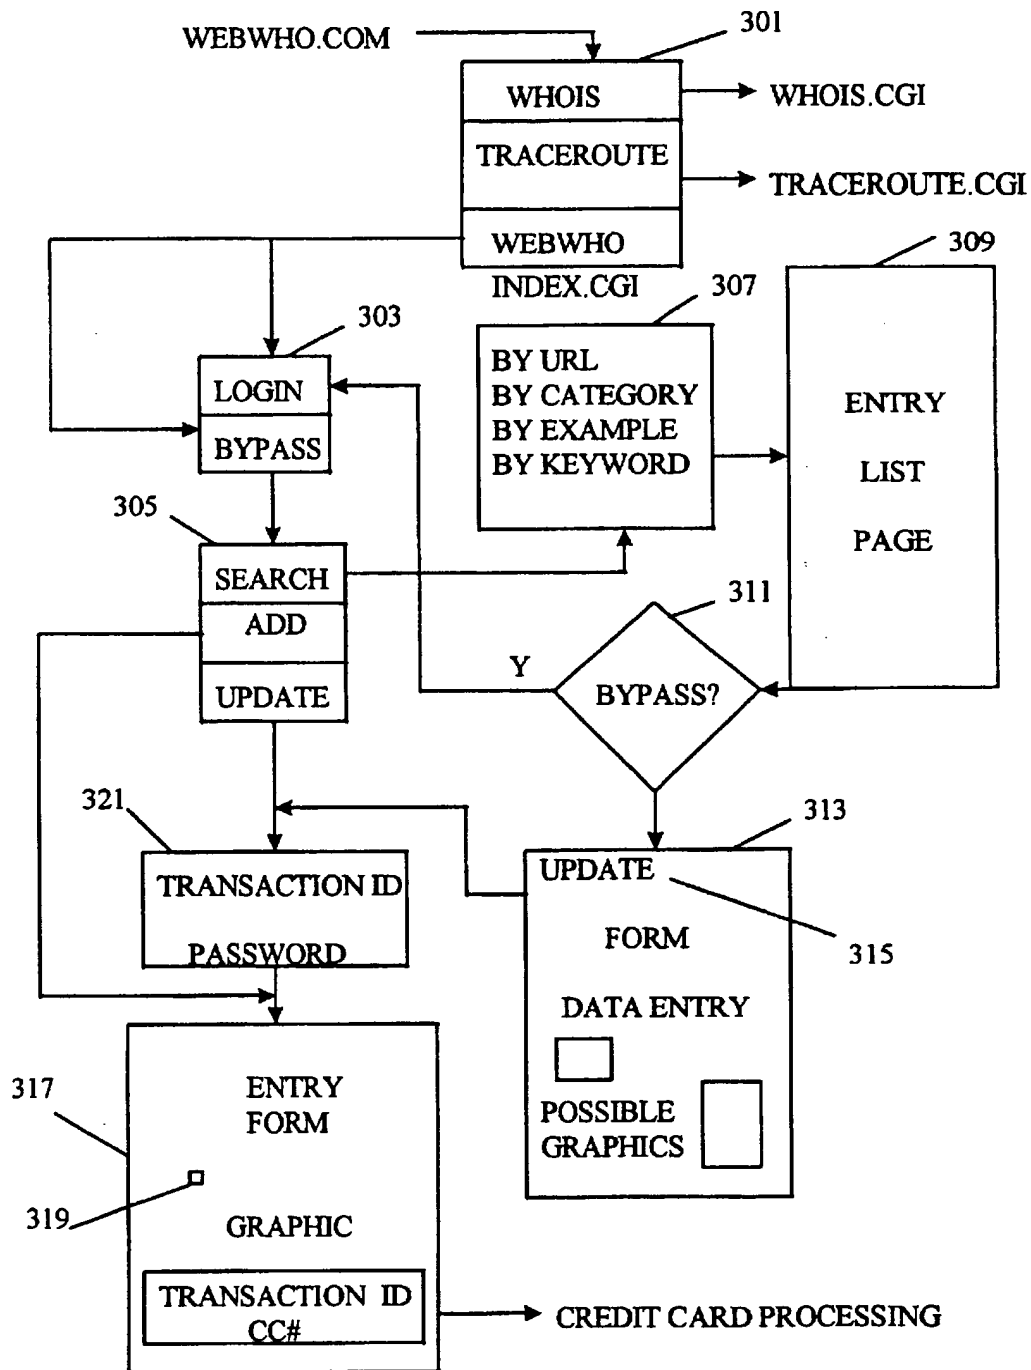 301
WEBWHO.COM
WHOIS
WHOIS.CGI
TRACEROUTE
TRACEROUTE.CGI
WEBWHO
INDEX.CGI
309
307
303
BY URL
BY CATEGORY
BY EXAMPLE
BY KEYWORD
LOGIN
BYPASS
ENTRY
LIST
PAGE
305
SEARCH
ADD
UPDATE
311
Y
BYPASS?
321
TRANSACTION ID
PASSWORD
313
UPDATE
315
FORM
DATA ENTRY
POSSIBLE
GRAPHICS
317
ENTRY
FORM
319
GRAPHIC
TRANSACTION ID
CC#
CREDIT CARD PROCESSING